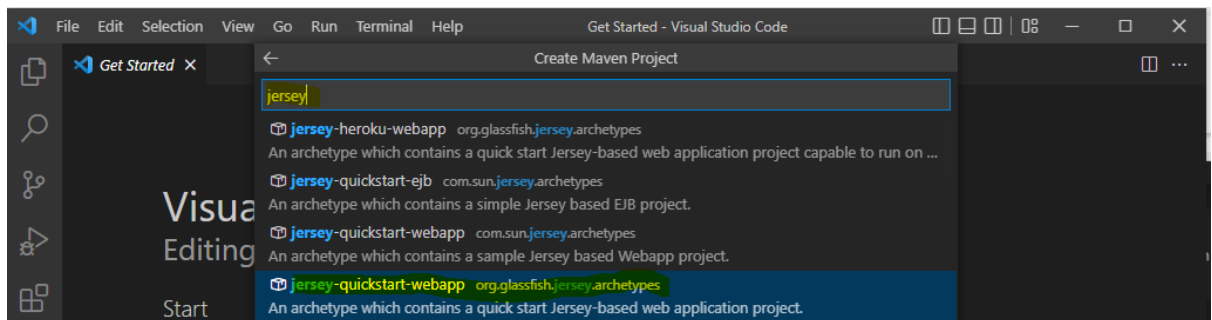 File Edit Selection View Go Run Terminal Help Get Started - Visual Studio Code
Get Started
Create Maven Project
jersey
jersey-heroku-webapp org.glassfish.jersey.archetypes
An archetype which contains a quick start Jersey-based web application project capable to run on ...
jersey-quickstart-ejb com.sun.jersey.archetypes
An archetype which contains a simple Jersey based EJB project.
jersey-quickstart-webapp com.sun.jersey.archetypes
An archetype which contains a sample Jersey based Webapp project.
jersey-quickstart-webapp org.glassfish.jersey.archetypes
An archetype which contains a quick start Jersey-based web application project.
Visua
Editing
Start